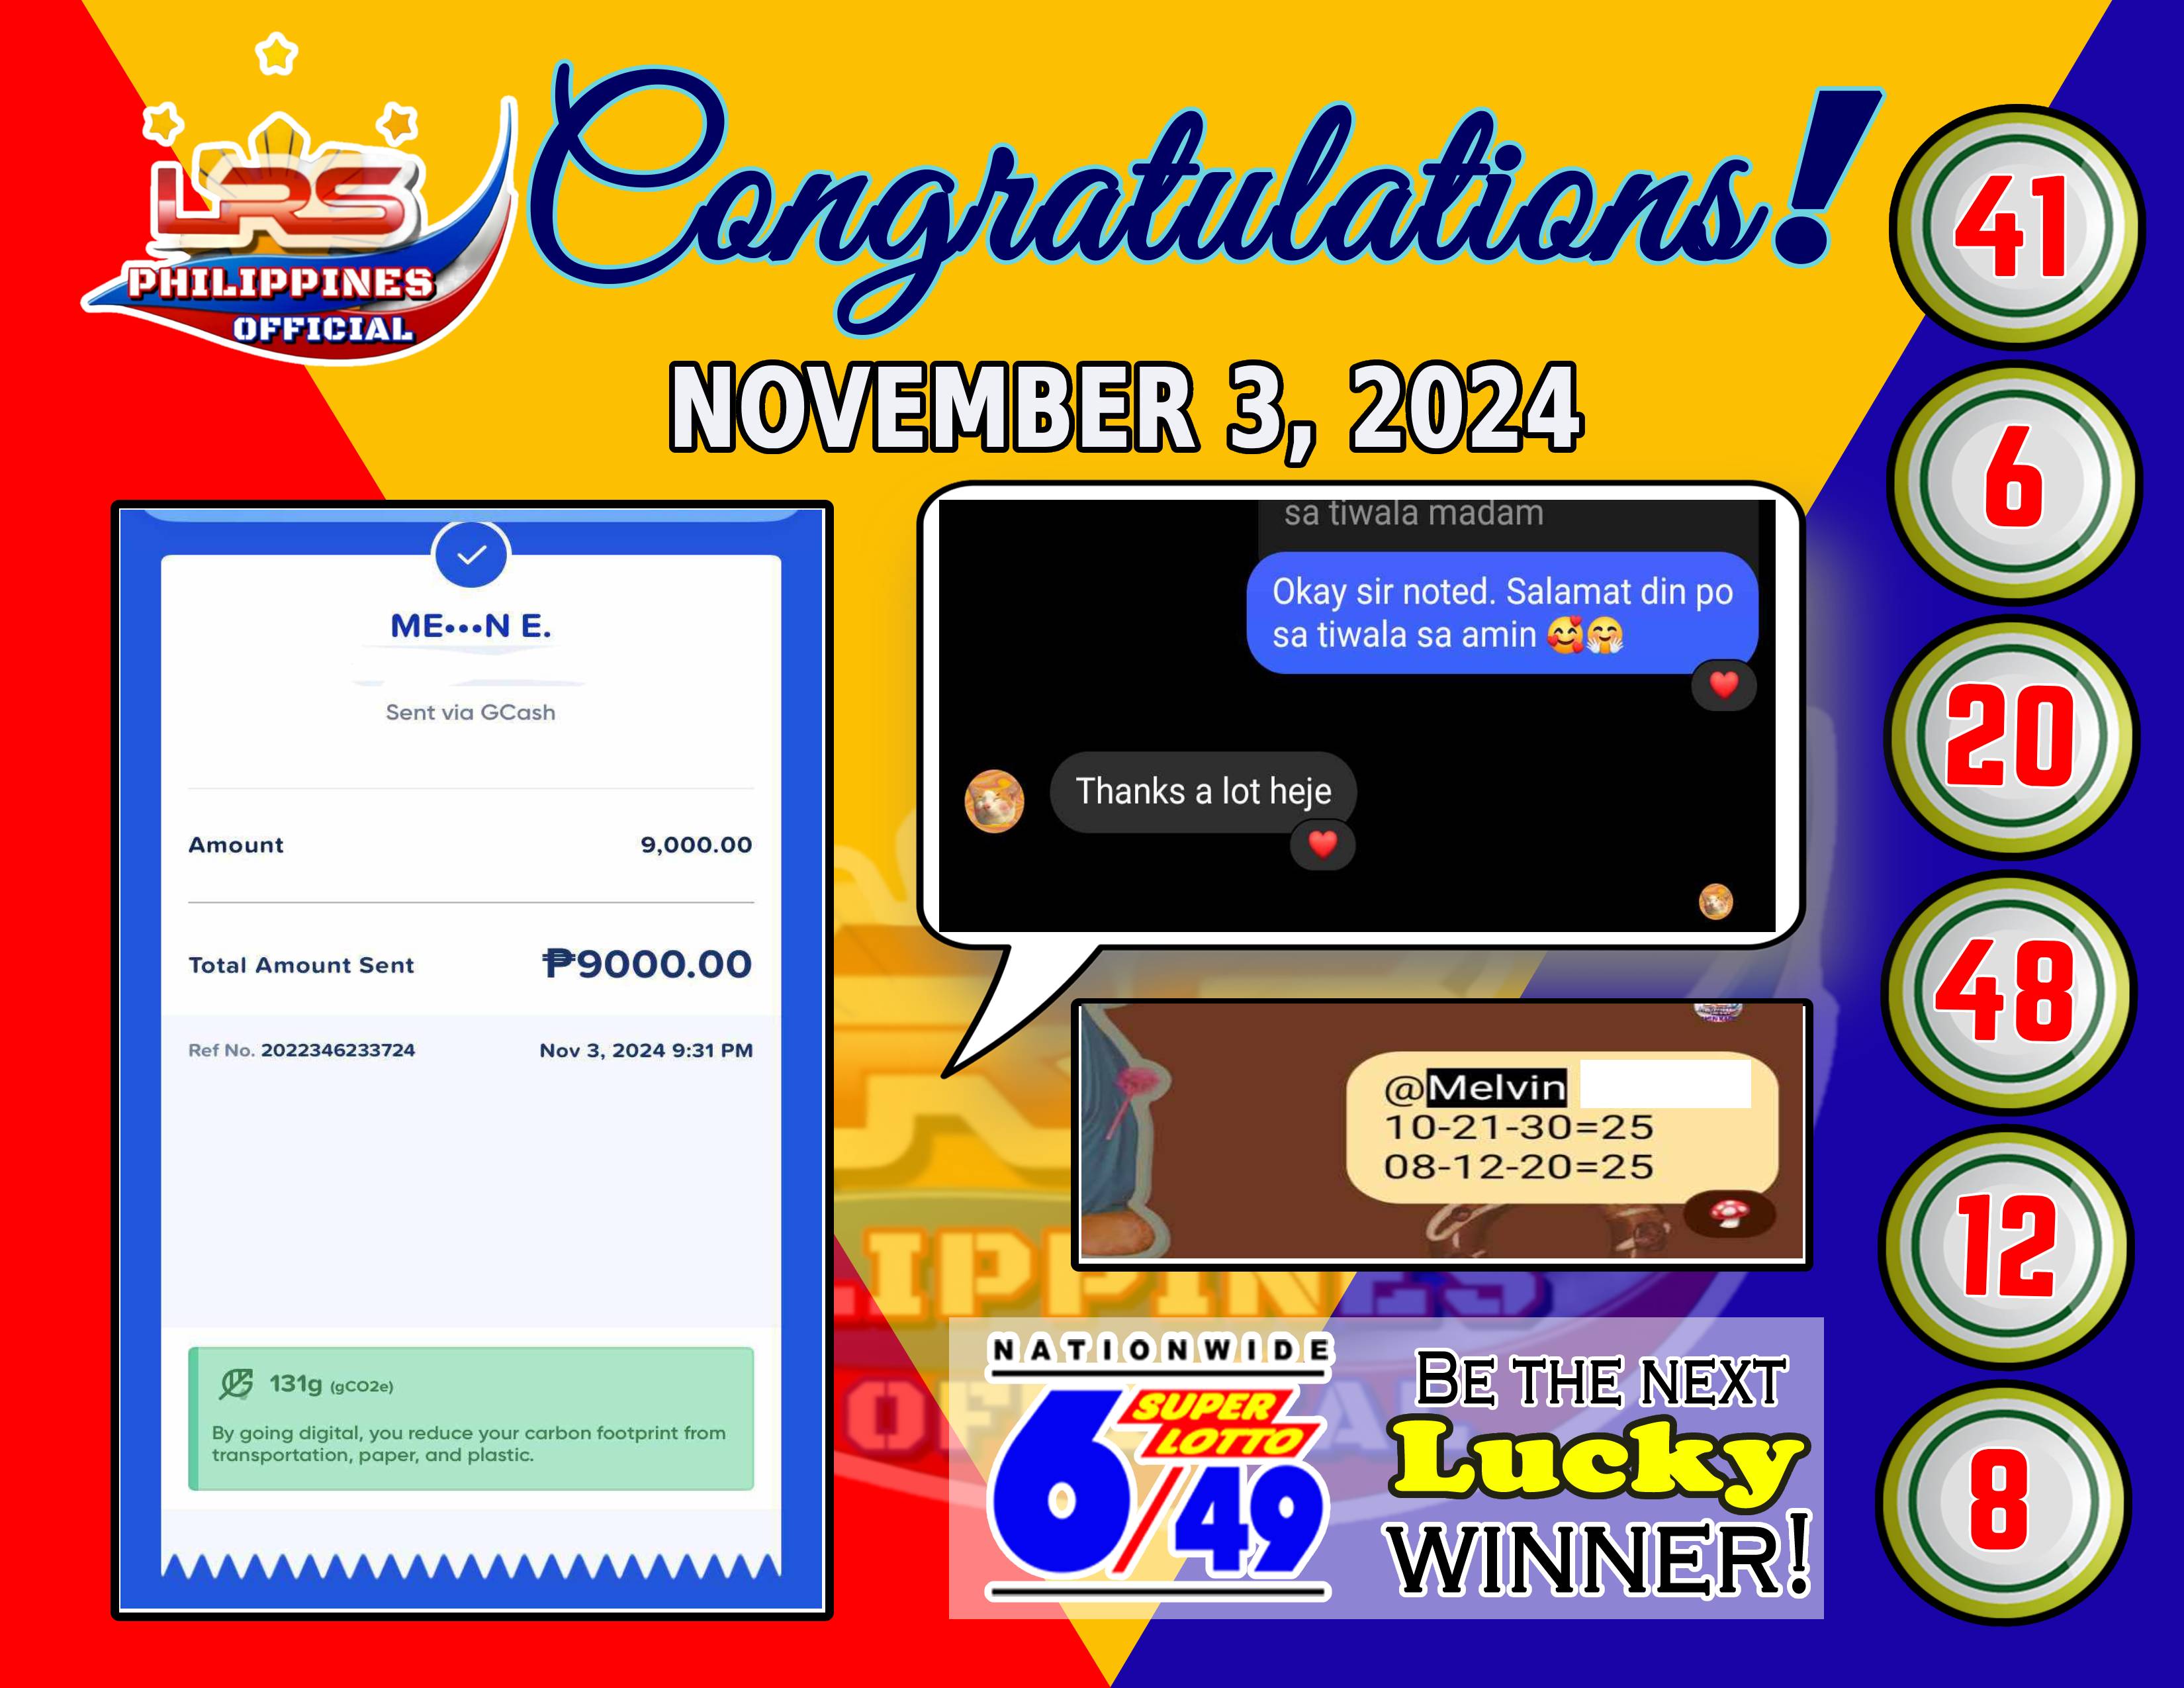 LRS
PHILIPPINES
OFFICIAL
Congratulations!
NOVEMBER 3, 2024
ME•••N E.
Sent via GCash
Amount 9,000.00
Total Amount Sent ₱9000.00
Ref No. 2022346233724 Nov 3, 2024 9:31 PM
131g (gCO2e)
By going digital, you reduce your carbon footprint from
transportation, paper, and plastic.
sa tiwala madam
Okay sir noted. Salamat din po
sa tiwala sa amin 🥰🤗
Thanks a lot heje
@Melvin
10-21-30=25
08-12-20=25
NATIONWIDE
SUPER
LOTTO
6/49
BE THE NEXT
Lucky
WINNER!
41
6
20
48
12
8